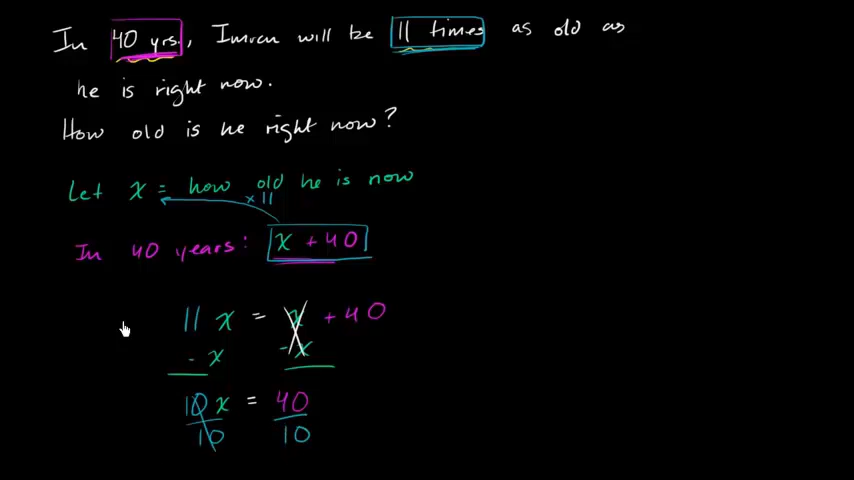 In 40 yrs., Imran will be 11 times as old as
he is right now.
How old is he right now?
Let x = how old he is now
× 11
In 40 years: x + 40
11 x = x + 40
- x - x
10 x = 40
10 10